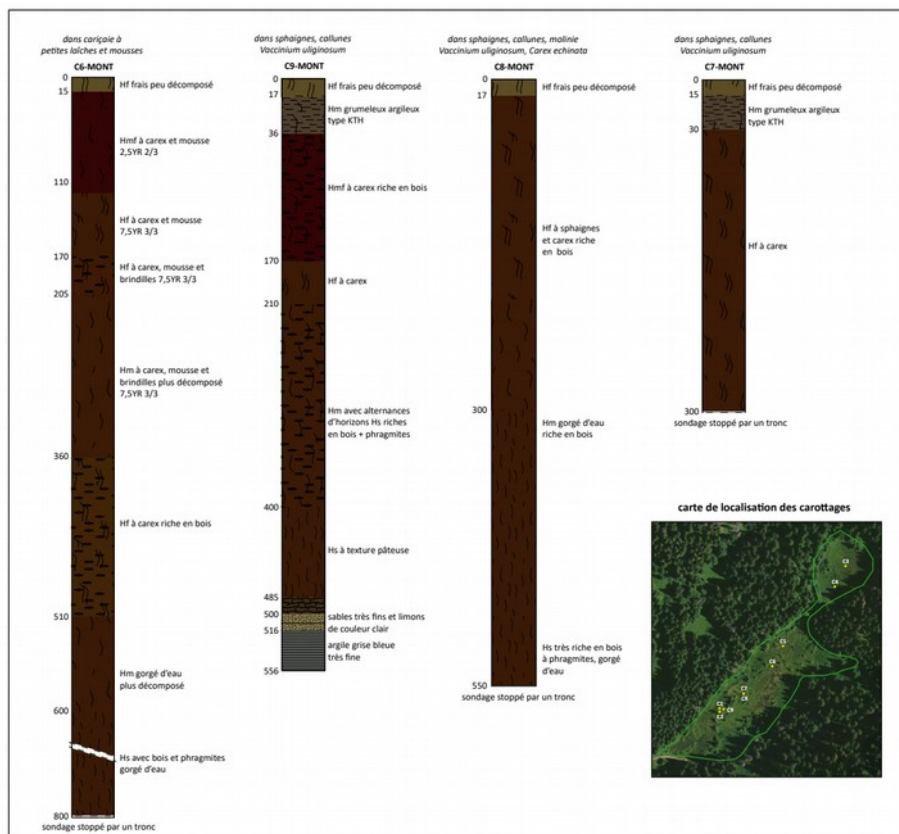 dans cariçaie à
petites laîches et mousses
C6-MONT
0
15
110
170
205
360
510
600
800
Hf frais peu décomposé
Hmf à carex et mousse
2,5YR 2/3
Hf à carex et mousse
7,5YR 3/3
Hf à carex, mousse et
brindilles 7,5YR 3/3
Hm à carex, mousse et
brindilles plus décomposé
7,5YR 3/3
Hf à carex riche en bois
Hm gorgé d'eau
plus décomposé
Hs avec bois et phragmites
gorgé d'eau
sondage stoppé par un tronc
dans sphaignes, callunes
Vaccinium uliginosum
C9-MONT
0
17
36
170
210
400
485
500
516
556
Hf frais peu décomposé
Hm grumeleux argileux
type KTH
Hmf à carex riche en bois
Hf à carex
Hm avec alternances
d'horizons Hs riches
en bois + phragmites
Hs à texture pâteuse
sables très fins et limons
de couleur clair
argile grise bleue
très fine
dans sphaignes, callunes, molinie
Vaccinium uliginosum, Carex echinata
C8-MONT
0
17
300
550
Hf frais peu décomposé
Hf à sphaignes
et carex riche
en bois
Hm gorgé d'eau
riche en bois
Hs très riche en bois
à phragmites, gorgé
d'eau
sondage stoppé par un tronc
dans sphaignes, callunes
Vaccinium uliginosum
C7-MONT
0
15
30
300
Hf frais peu décomposé
Hm grumeleux argileux
type KTH
Hf à carex
sondage stoppé par un tronc
carte de localisation des carottages